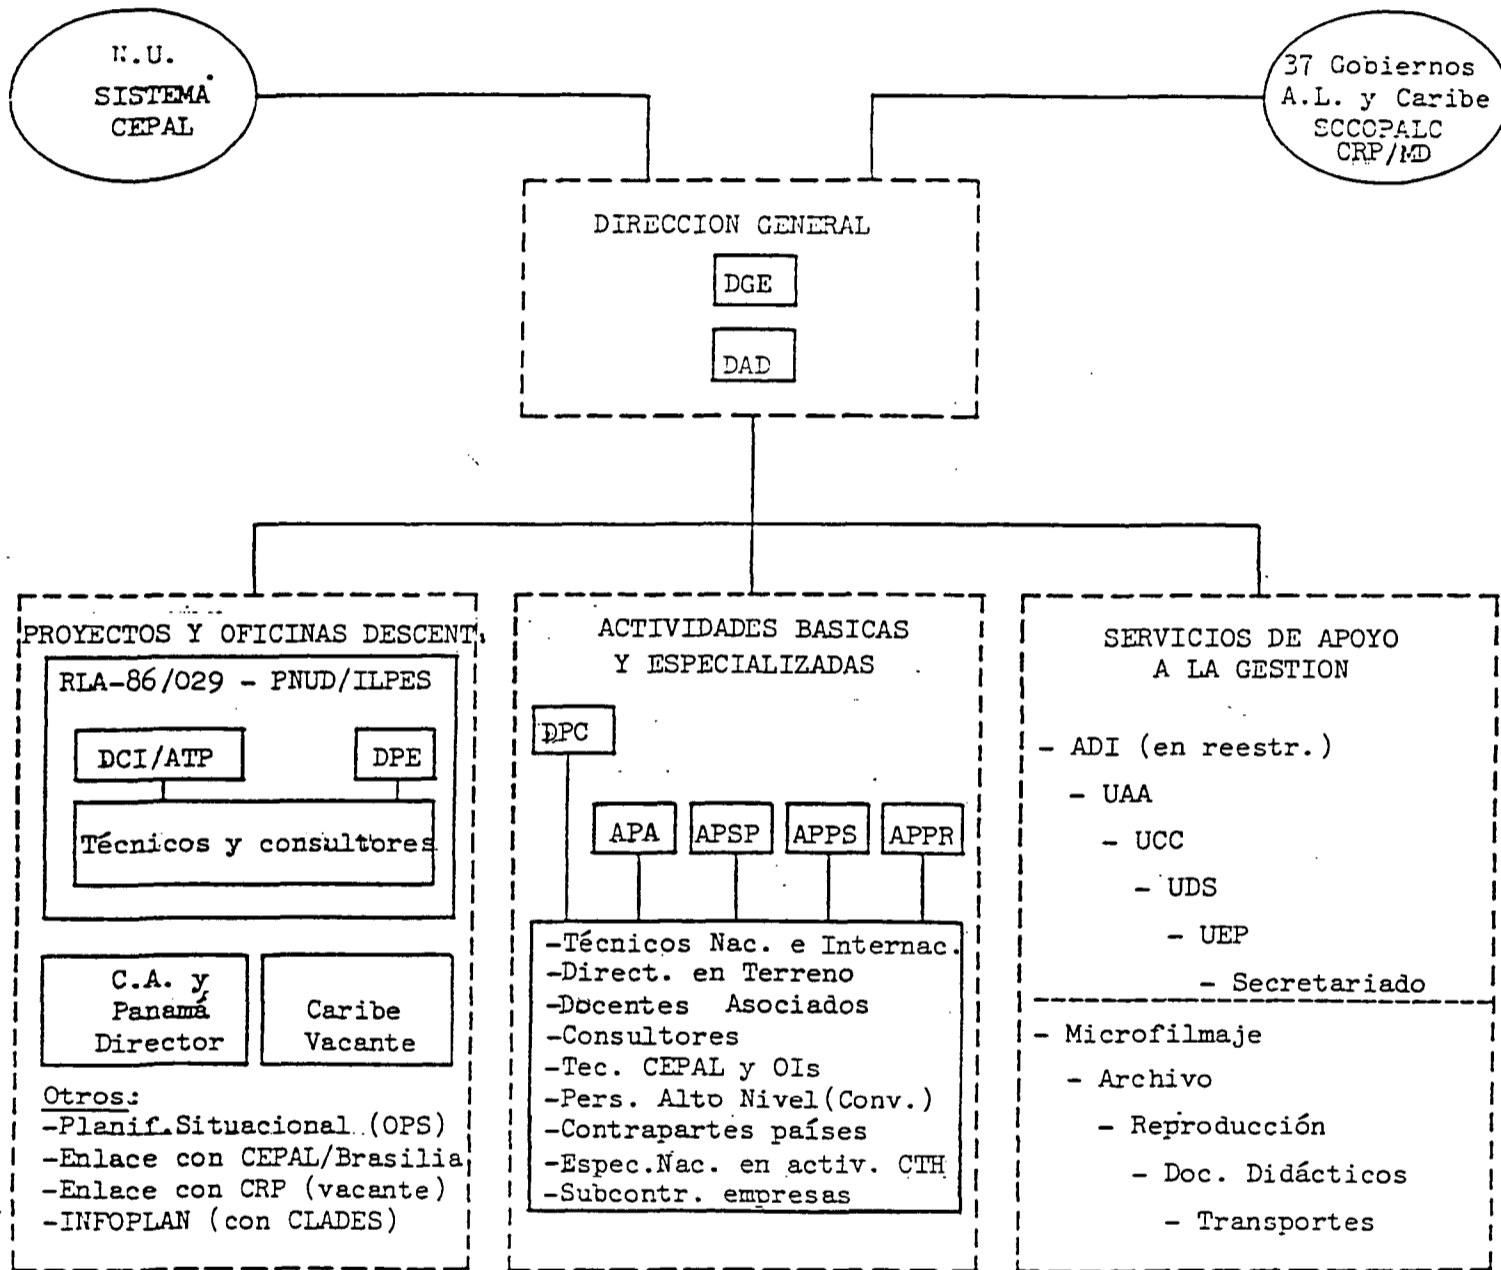 N.U.
SISTEMA
CEPAL
37 Gobiernos
A.L. y Caribe
SCCOPALC
CRP/MD
DIRECCION GENERAL
DGE
DAD
PROYECTOS Y OFICINAS DESCENT.
RLA-86/029 - PNUD/ILPES
DCI/ATP
DPE
Técnicos y consultores
C.A. y
Panamá
Director
Caribe
Vacante
Otros:
-Planif.Situacional (OPS)
-Enlace con CEPAL/Brasilia
-Enlace con CRP (vacante)
-INFOPLAN (con CLADES)
ACTIVIDADES BASICAS
Y ESPECIALIZADAS
DPC
APA
APSP
APPS
APPR
-Técnicos Nac. e Internac.
-Direct. en Terreno
-Docentes Asociados
-Consultores
-Tec. CEPAL y OIs
-Pers. Alto Nivel(Conv.)
-Contrapartes países
-Espec.Nac. en activ. CTH
-Subcontr. empresas
SERVICIOS DE APOYO
A LA GESTION
- ADI (en reestr.)
- UAA
- UCC
- UDS
- UEP
- Secretariado
- Microfilmaje
- Archivo
- Reproducción
- Doc. Didácticos
- Transportes